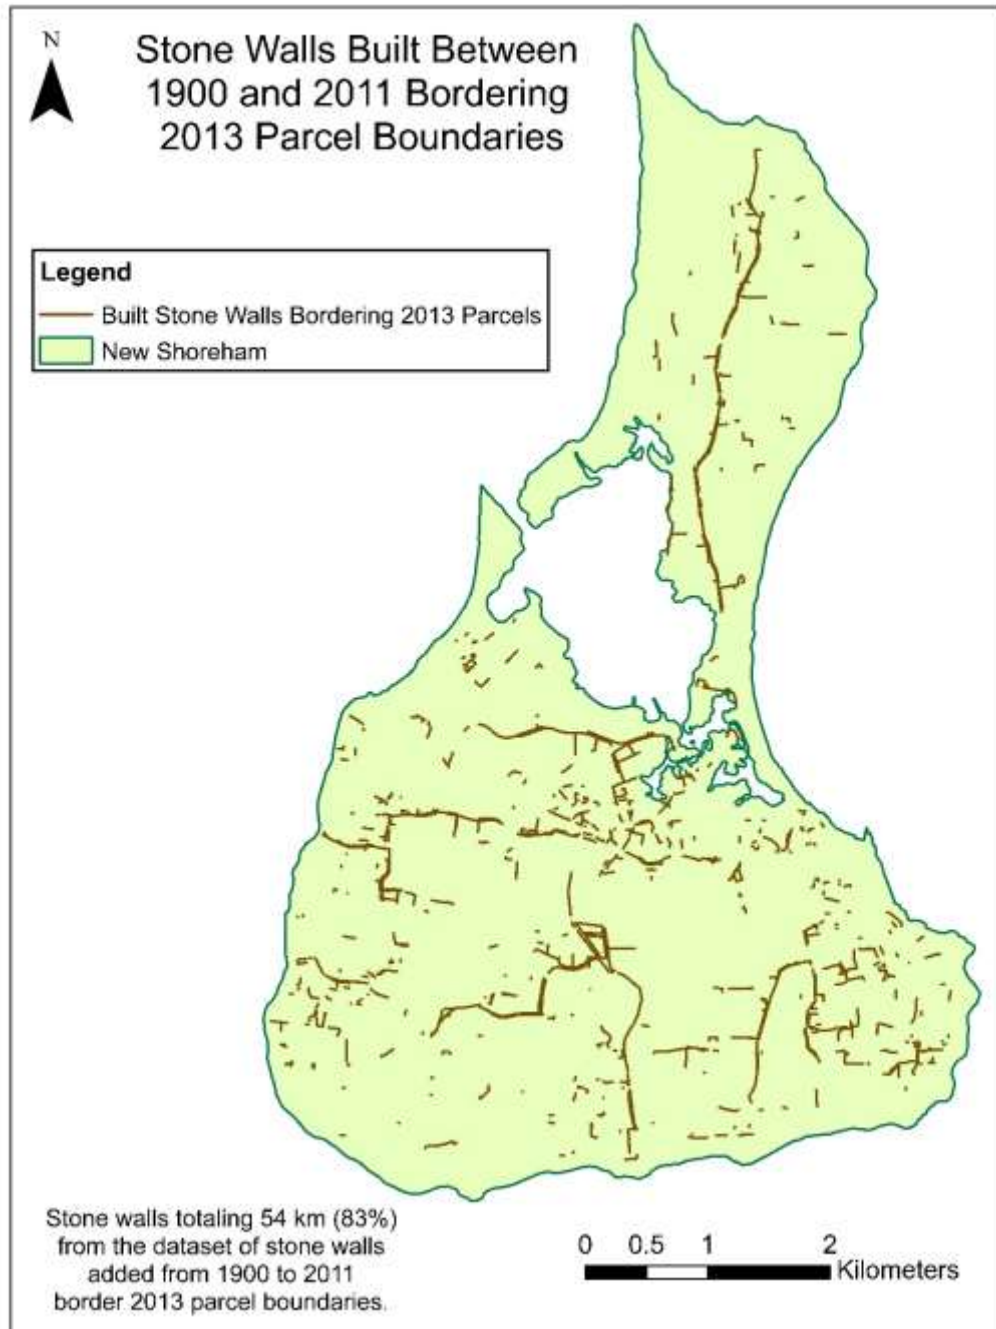 N
Stone Walls Built Between
1900 and 2011 Bordering
2013 Parcel Boundaries
Legend
Built Stone Walls Bordering 2013 Parcels
New Shoreham
Stone walls totaling 54 km (83%)
from the dataset of stone walls
added from 1900 to 2011
border 2013 parcel boundaries.
0 0.5 1 2
Kilometers